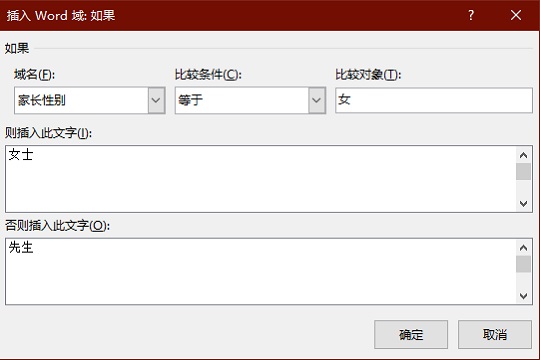 插入 Word 域: 如果
如果
域名(F): 比较条件(C): 比较对象(T):
家长性别 等于 女
则插入此文字(I):
女士
否则插入此文字(O):
先生
确定 取消